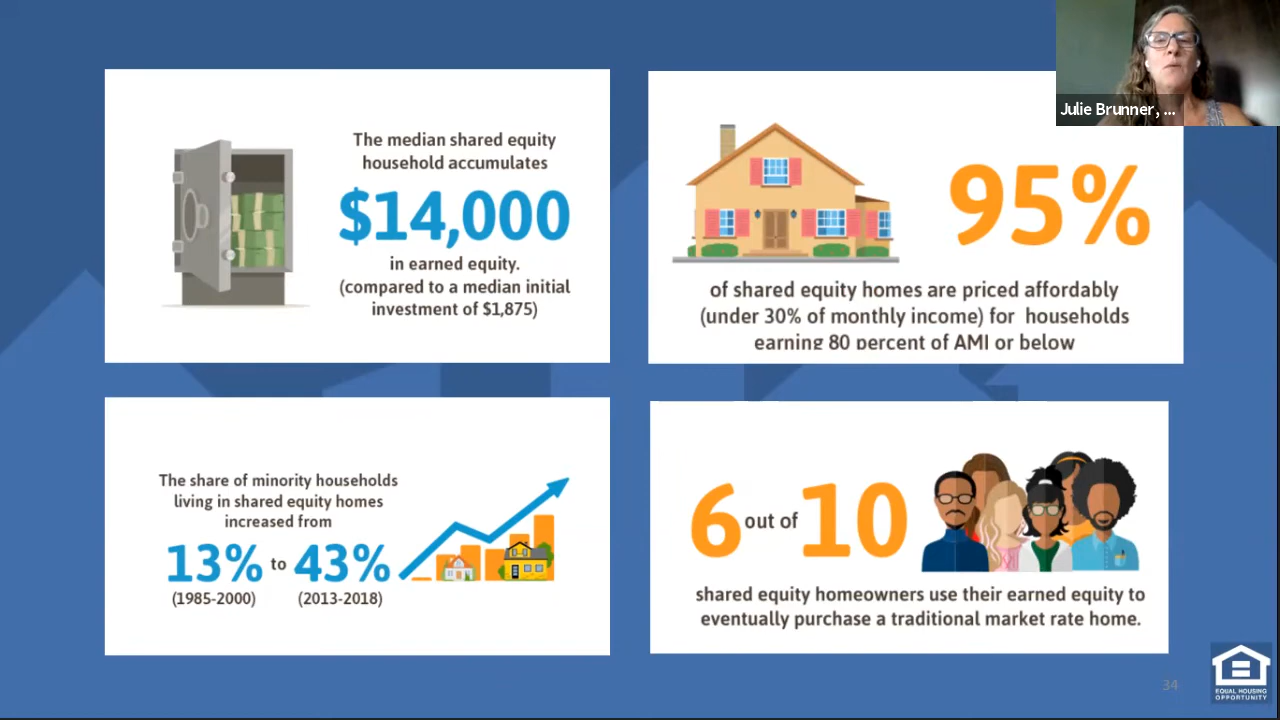 Julie Brunner, ...
The median shared equity
household accumulates
$14,000
in earned equity.
(compared to a median initial
investment of $1,875)
95%
of shared equity homes are priced affordably
(under 30% of monthly income) for households
earning 80 percent of AMI or below
The share of minority households
living in shared equity homes
increased from
13% to 43%
(1985-2000) (2013-2018)
6 out of 10
shared equity homeowners use their earned equity to
eventually purchase a traditional market rate home.
34
EQUAL HOUSING
OPPORTUNITY